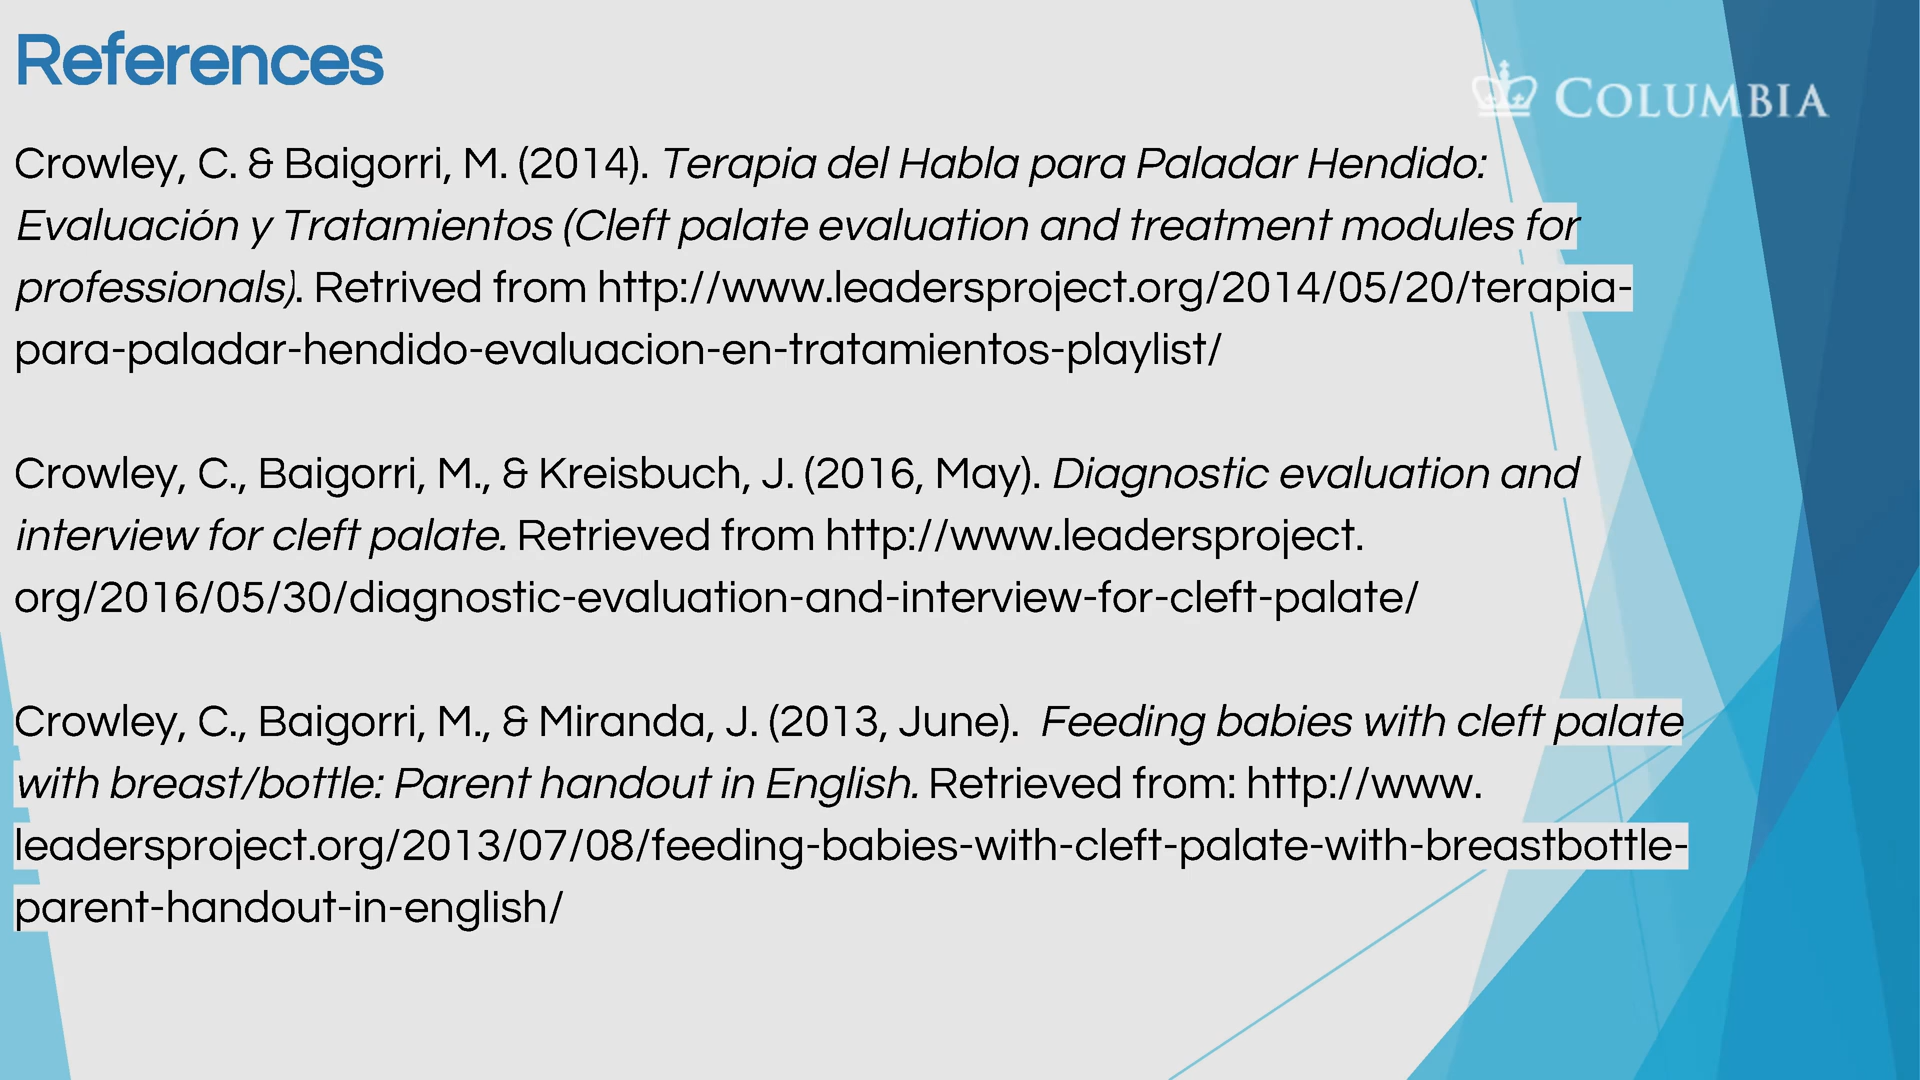 References
COLUMBIA
Crowley, C. & Baigorri, M. (2014). Terapia del Habla para Paladar Hendido:
Evaluación y Tratamientos (Cleft palate evaluation and treatment modules for
professionals). Retrived from http://www.leadersproject.org/2014/05/20/terapia-
para-paladar-hendido-evaluacion-en-tratamientos-playlist/
Crowley, C., Baigorri, M., & Kreisbuch, J. (2016, May). Diagnostic evaluation and
interview for cleft palate. Retrieved from http://www.leadersproject.
org/2016/05/30/diagnostic-evaluation-and-interview-for-cleft-palate/
Crowley, C., Baigorri, M., & Miranda, J. (2013, June).  Feeding babies with cleft palate
with breast/bottle: Parent handout in English. Retrieved from: http://www.
leadersproject.org/2013/07/08/feeding-babies-with-cleft-palate-with-breastbottle-
parent-handout-in-english/